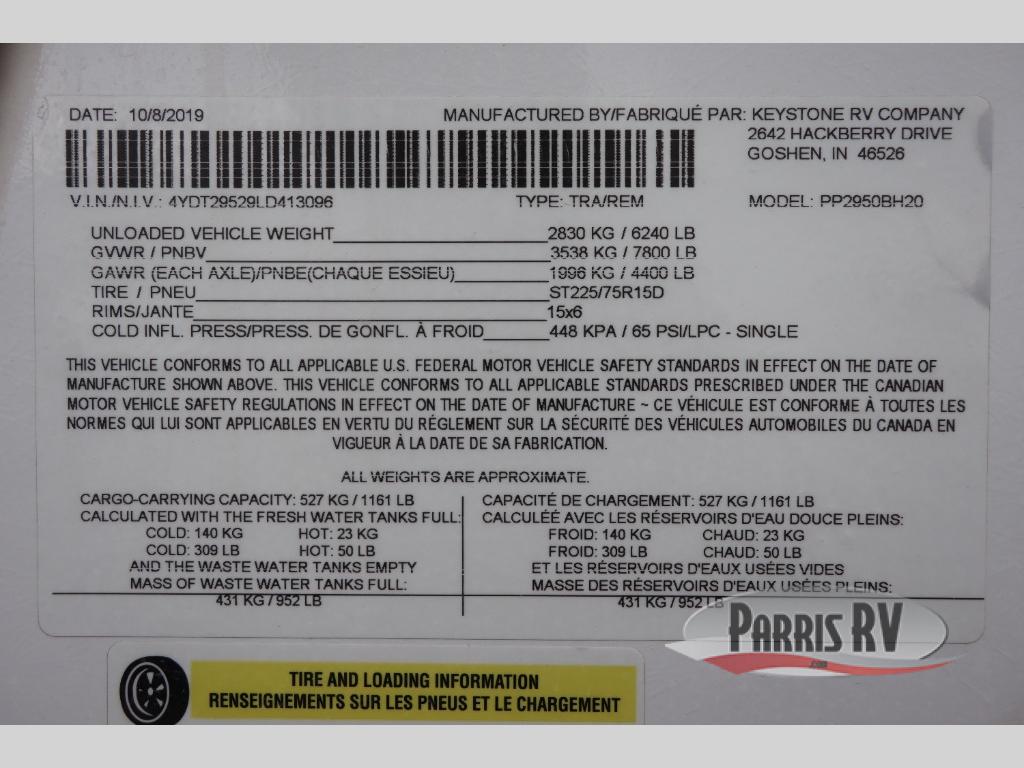 DATE: 10/8/2019
MANUFACTURED BY/FABRIQUÉ PAR: KEYSTONE RV COMPANY
2642 HACKBERRY DRIVE
GOSHEN, IN 46526
V.I.N./N.I.V.: 4YDT29529LD413096 TYPE: TRA/REM MODEL: PP2950BH20
UNLOADED VEHICLE WEIGHT 2830 KG / 6240 LB
GVWR / PNBV 3538 KG / 7800 LB
GAWR (EACH AXLE)/PNBE(CHAQUE ESSIEU) 1996 KG / 4400 LB
TIRE / PNEU ST225/75R15D
RIMS/JANTE 15x6
COLD INFL. PRESS/PRESS. DE GONFL. À FROID 448 KPA / 65 PSI/LPC - SINGLE
THIS VEHICLE CONFORMS TO ALL APPLICABLE U.S. FEDERAL MOTOR VEHICLE SAFETY STANDARDS IN EFFECT ON THE DATE OF
MANUFACTURE SHOWN ABOVE. THIS VEHICLE CONFORMS TO ALL APPLICABLE STANDARDS PRESCRIBED UNDER THE CANADIAN
MOTOR VEHICLE SAFETY REGULATIONS IN EFFECT ON THE DATE OF MANUFACTURE ~ CE VÉHICULE EST CONFORME À TOUTES LES
NORMES QUI LUI SONT APPLICABLES EN VERTU DU RÉGLEMENT SUR LA SÉCURITÉ DES VÉHICULES AUTOMOBILES DU CANADA EN
VIGUEUR À LA DATE DE SA FABRICATION.
ALL WEIGHTS ARE APPROXIMATE.
CARGO-CARRYING CAPACITY: 527 KG / 1161 LB
CALCULATED WITH THE FRESH WATER TANKS FULL:
COLD: 140 KG HOT: 23 KG
COLD: 309 LB HOT: 50 LB
AND THE WASTE WATER TANKS EMPTY
MASS OF WASTE WATER TANKS FULL:
431 KG / 952 LB
CAPACITÉ DE CHARGEMENT: 527 KG / 1161 LB
CALCULÉE AVEC LES RÉSERVOIRS D'EAU DOUCE PLEINS:
FROID: 140 KG CHAUD: 23 KG
FROID: 309 LB CHAUD: 50 LB
ET LES RÉSERVOIRS D'EAUX USÉES VIDES
MASSE DES RÉSERVOIRS D'EAUX USÉES PLEINS:
431 KG / 952 LB
PARRIS RV
.com
TIRE AND LOADING INFORMATION
RENSEIGNEMENTS SUR LES PNEUS ET LE CHARGEMENT